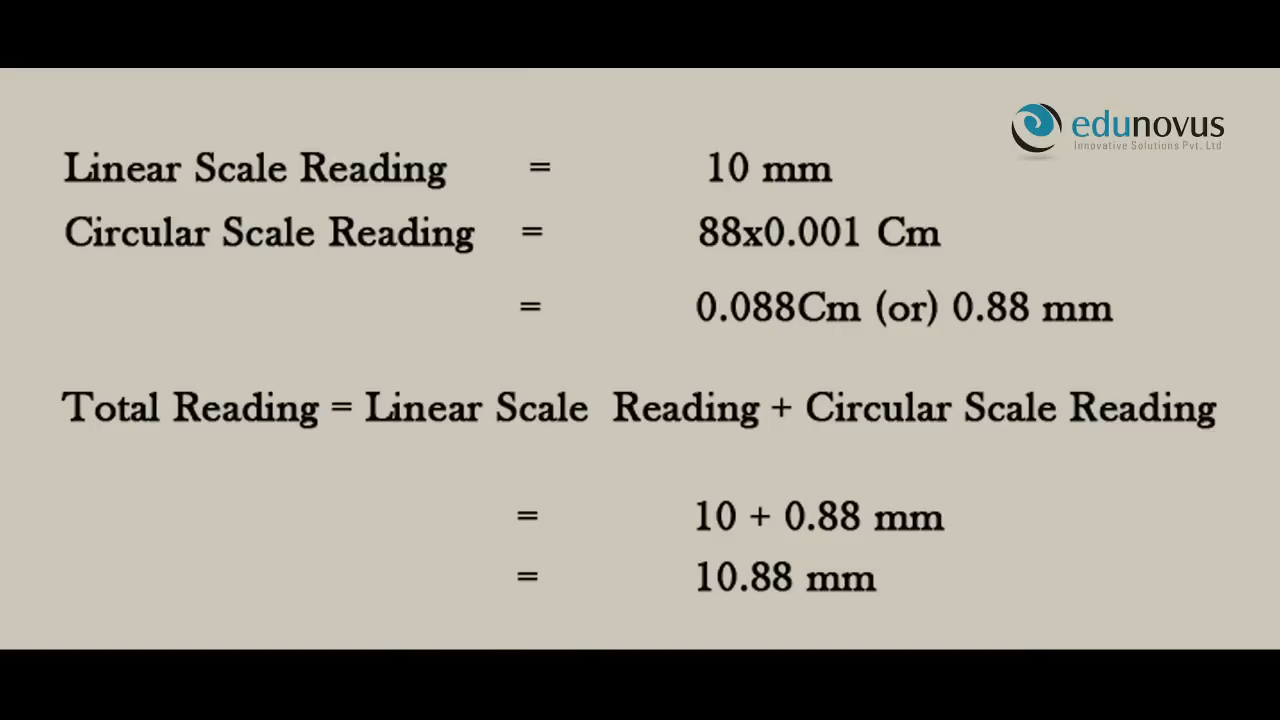 edunovus
Innovative Solutions Pvt. Ltd
Linear Scale Reading = 10 mm
Circular Scale Reading = 88x0.001 Cm
= 0.088Cm (or) 0.88 mm
Total Reading = Linear Scale Reading + Circular Scale Reading
= 10 + 0.88 mm
= 10.88 mm